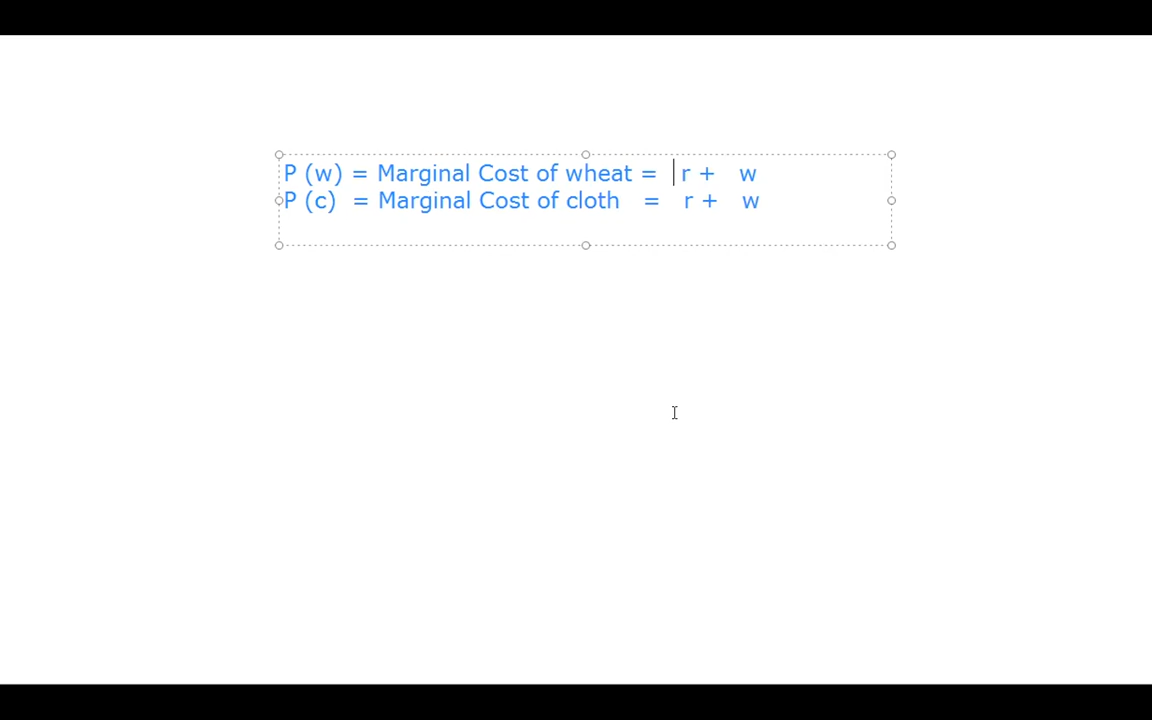 P (w) = Marginal Cost of wheat = r + w
P (c) = Marginal Cost of cloth = r + w